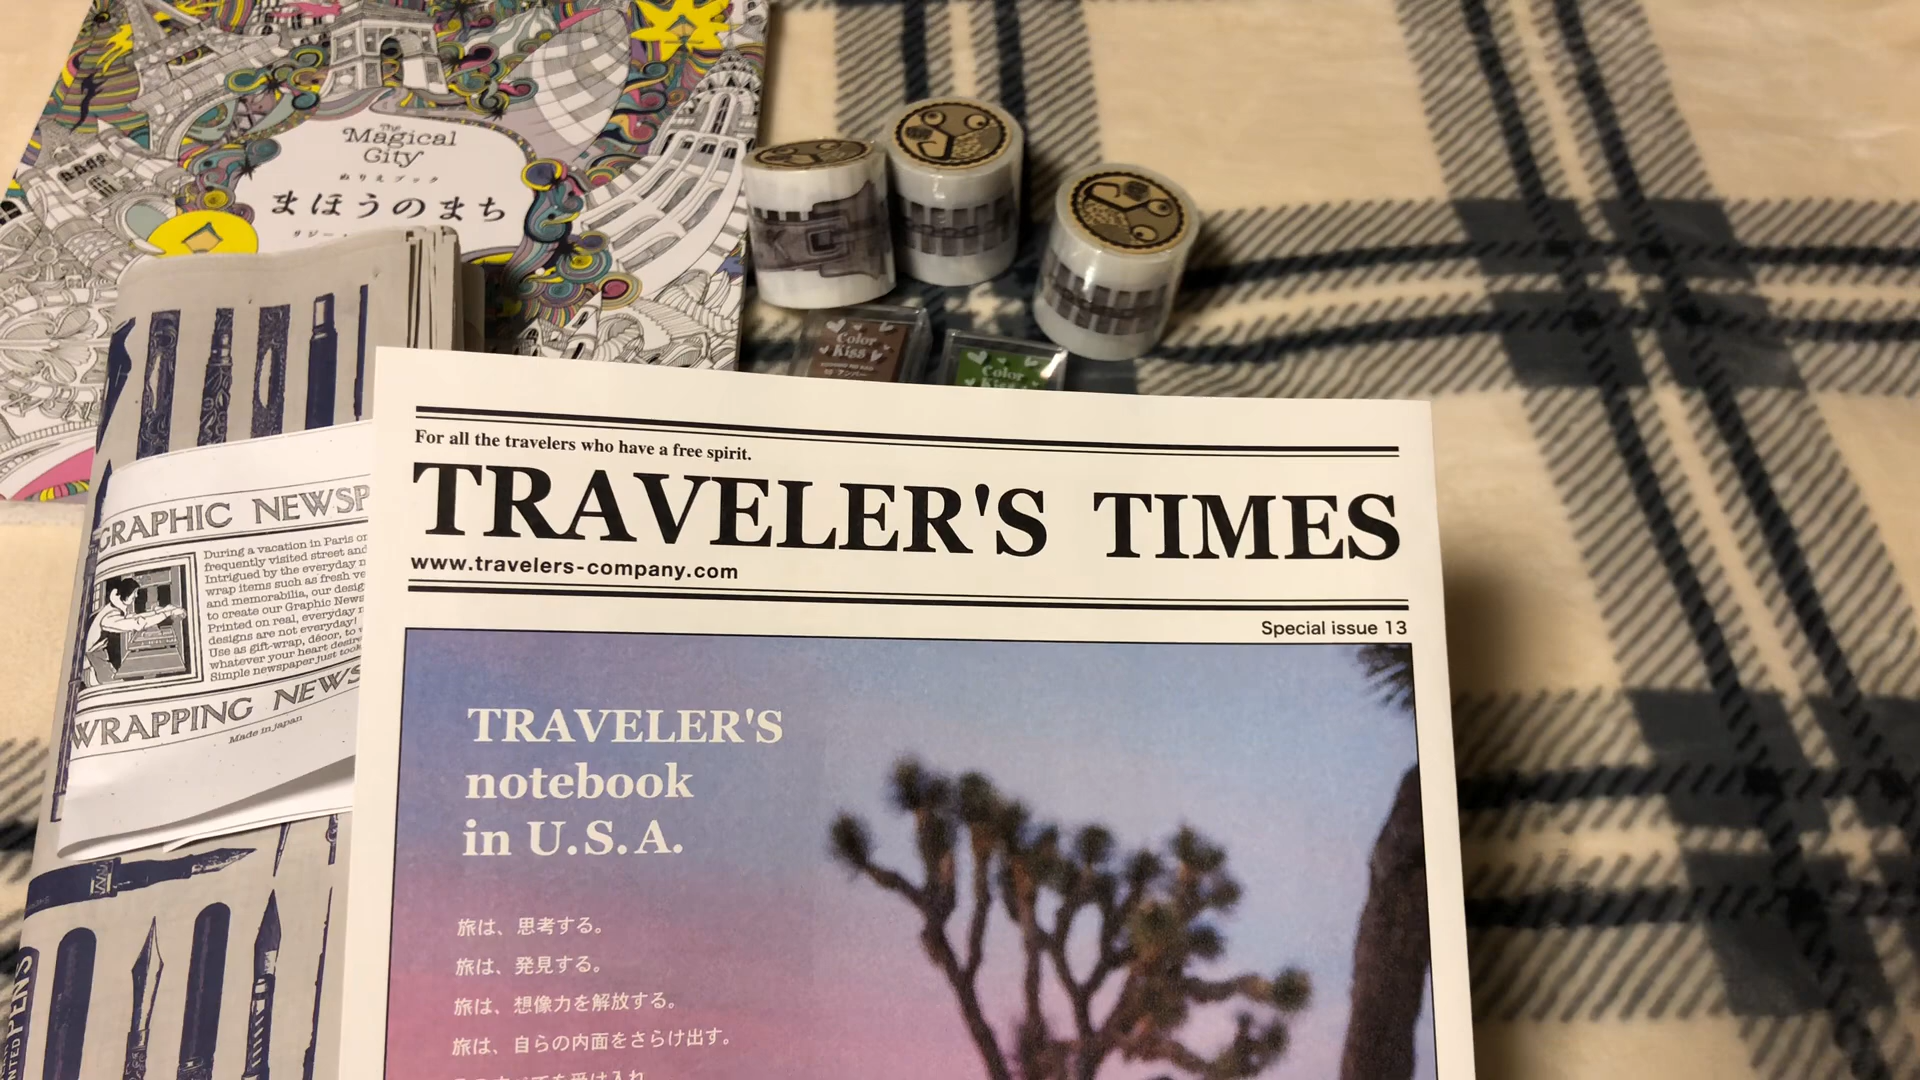 The
Magical
City
ぬりえブック
まほうのまち
Color
Kiss
アンバー
Color
For all the travelers who have a free spirit.
TRAVELER'S TIMES
www.travelers-company.com
Special issue 13
TRAVELER'S
notebook
in U.S.A.
旅は、思考する。
旅は、発見する。
旅は、想像力を解放する。
旅は、自らの内面をさらけ出す。
GRAPHIC NEWSP
During a vacation in Paris
frequently visited street and
Intrigued by the everyday
wrap items such as fresh
and memorabilia, our
to create our Graphic News
Printed on real, everyday
designs are not everyday!
Use as gift-wrap, décor, to
whatever your heart
Simple newspaper just took
WRAPPING NEWS
Made in Japan
PENS